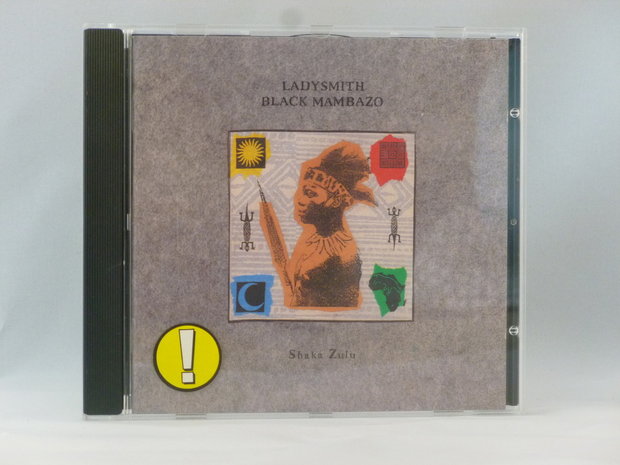 LADYSMITH
BLACK MAMBAZO
Shaka Zulu
!